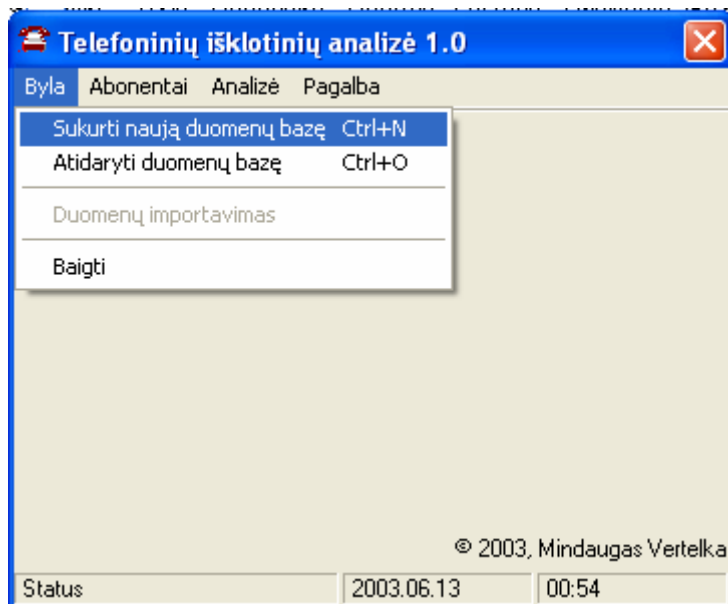 Telefoninių išklotinių analizė 1.0
Byla Abonentai Analizė Pagalba
Sukurti naują duomenų bazę Ctrl+N
Atidaryti duomenų bazę Ctrl+O
Duomenų importavimas
Baigti
© 2003, Mindaugas Vertelka
Status 2003.06.13 00:54